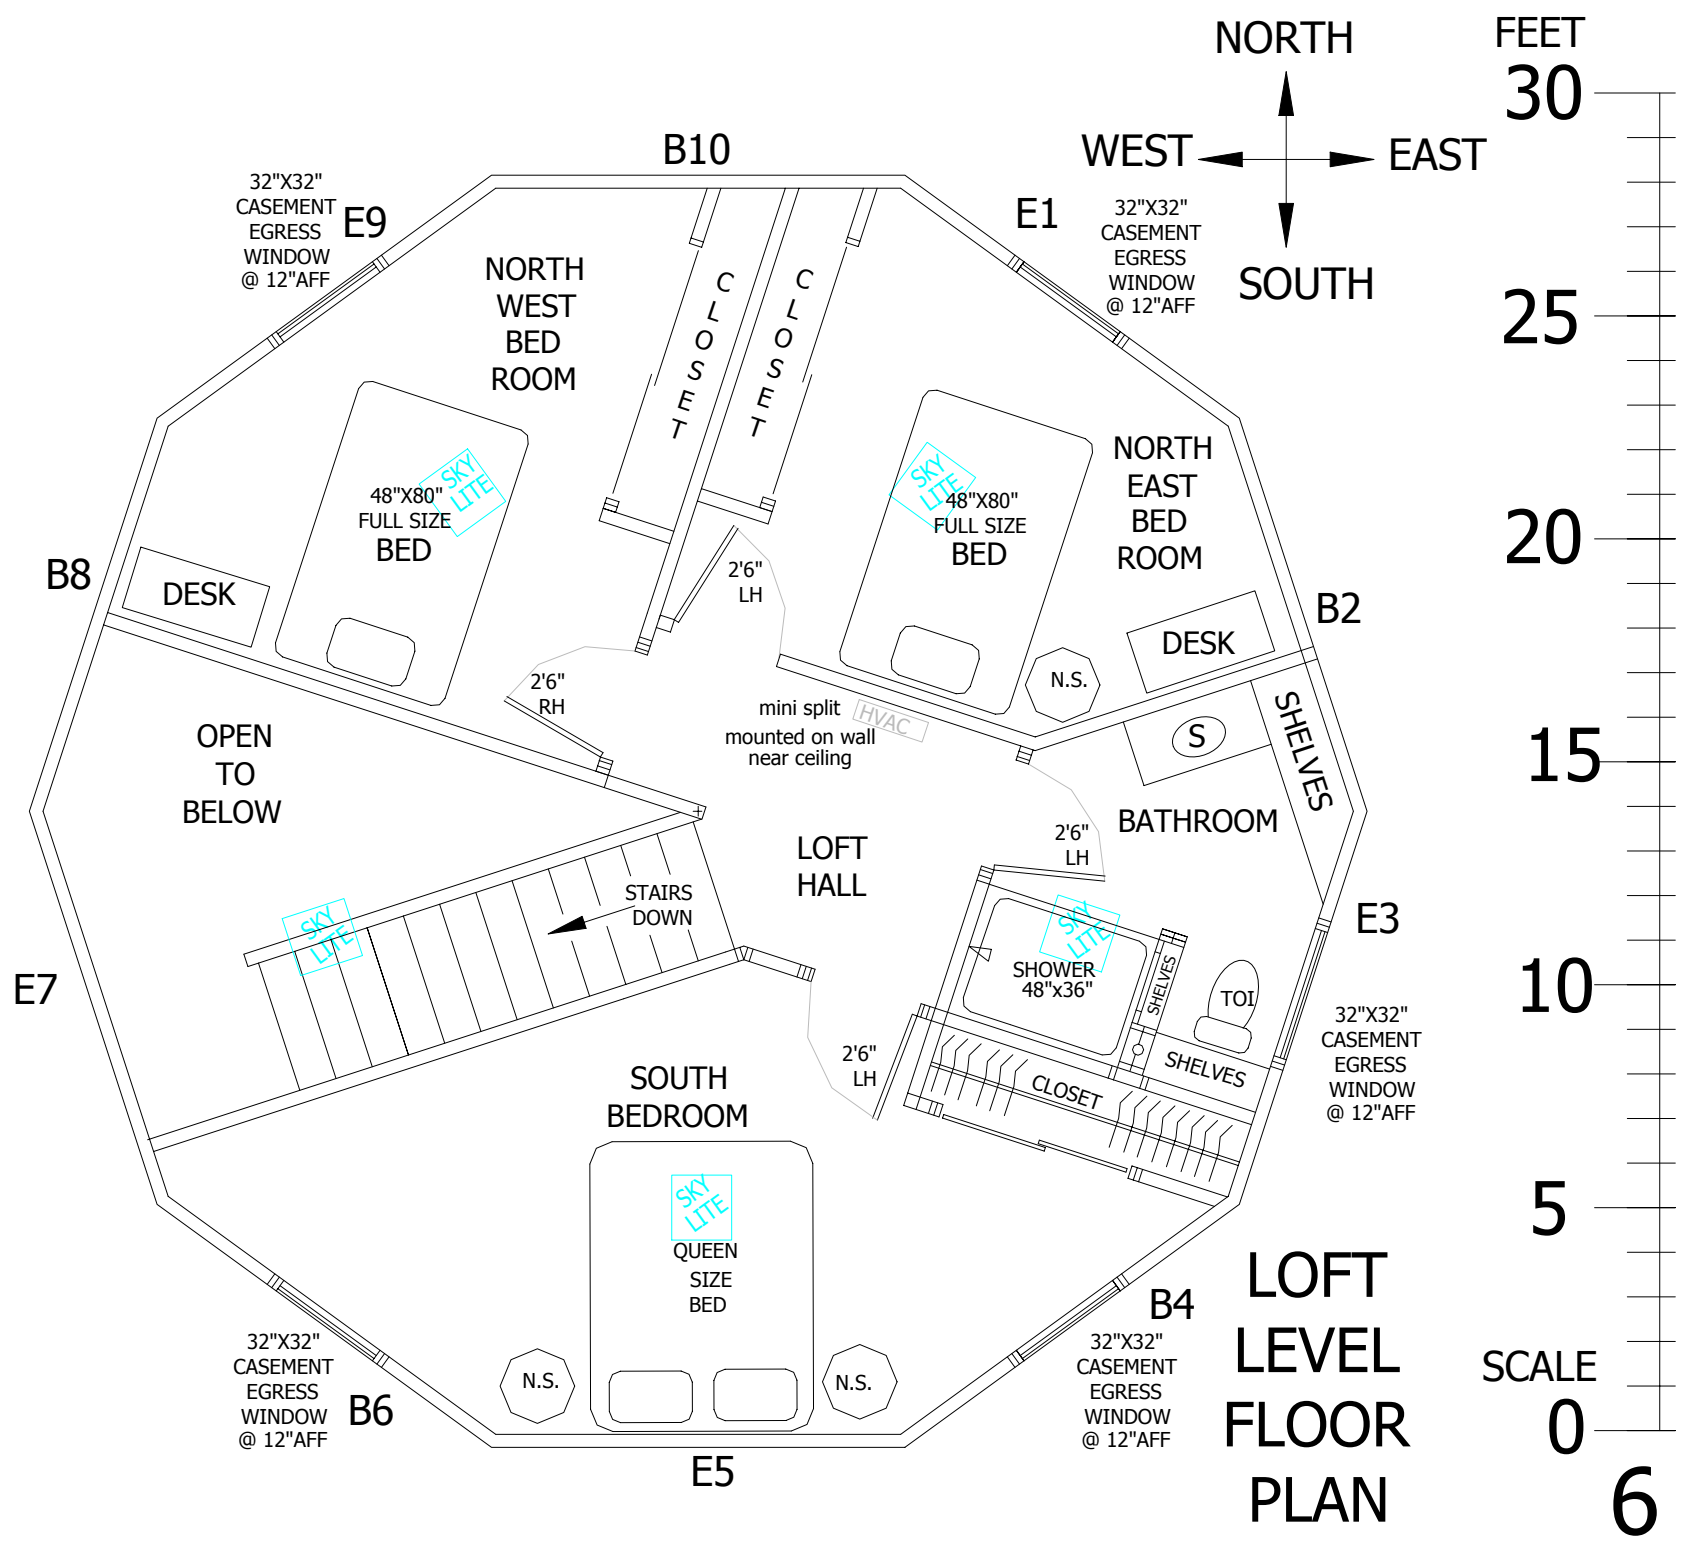 NORTH
WEST
EAST
SOUTH
FEET
30
25
20
15
10
5
SCALE
0
6
B10
32"X32"
CASEMENT
EGRESS
WINDOW
@ 12"AFF
E9
E1
32"X32"
CASEMENT
EGRESS
WINDOW
@ 12"AFF
NORTH
WEST
BED
ROOM
CLOSET
CLOSET
NORTH
EAST
BED
ROOM
SKY
LITE
48"X80"
FULL SIZE
BED
SKY
LITE
48"X80"
FULL SIZE
BED
B8
DESK
2'6"
LH
B2
DESK
N.S.
2'6"
RH
mini split
HVAC
mounted on wall
near ceiling
S
SHELVES
OPEN
TO
BELOW
BATHROOM
2'6"
LH
LOFT
HALL
STAIRS
DOWN
SKY
LITE
SKY
LITE
SHOWER
48"x36"
SHELVES
TOI
E3
32"X32"
CASEMENT
EGRESS
WINDOW
@ 12"AFF
E7
2'6"
LH
SHELVES
CLOSET
SOUTH
BEDROOM
SKY
LITE
QUEEN
SIZE
BED
N.S.
N.S.
32"X32"
CASEMENT
EGRESS
WINDOW
@ 12"AFF
B6
E5
B4
32"X32"
CASEMENT
EGRESS
WINDOW
@ 12"AFF
LOFT
LEVEL
FLOOR
PLAN